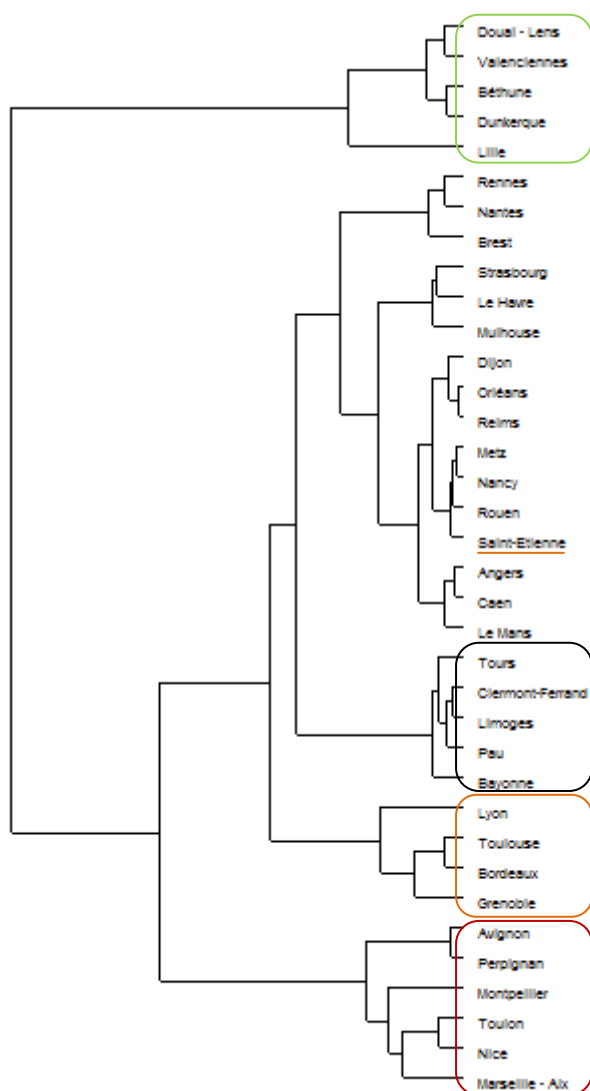 Douai - Lens
Valenciennes
Béthune
Dunkerque
Lille
Rennes
Nantes
Brest
Strasbourg
Le Havre
Mulhouse
Dijon
Orléans
Reims
Metz
Nancy
Rouen
Saint-Etienne
Angers
Caen
Le Mans
Tours
Clermont-Ferrand
Limoges
Pau
Bayonne
Lyon
Toulouse
Bordeaux
Grenoble
Avignon
Perpignan
Montpellier
Toulon
Nice
Marseille - Aix